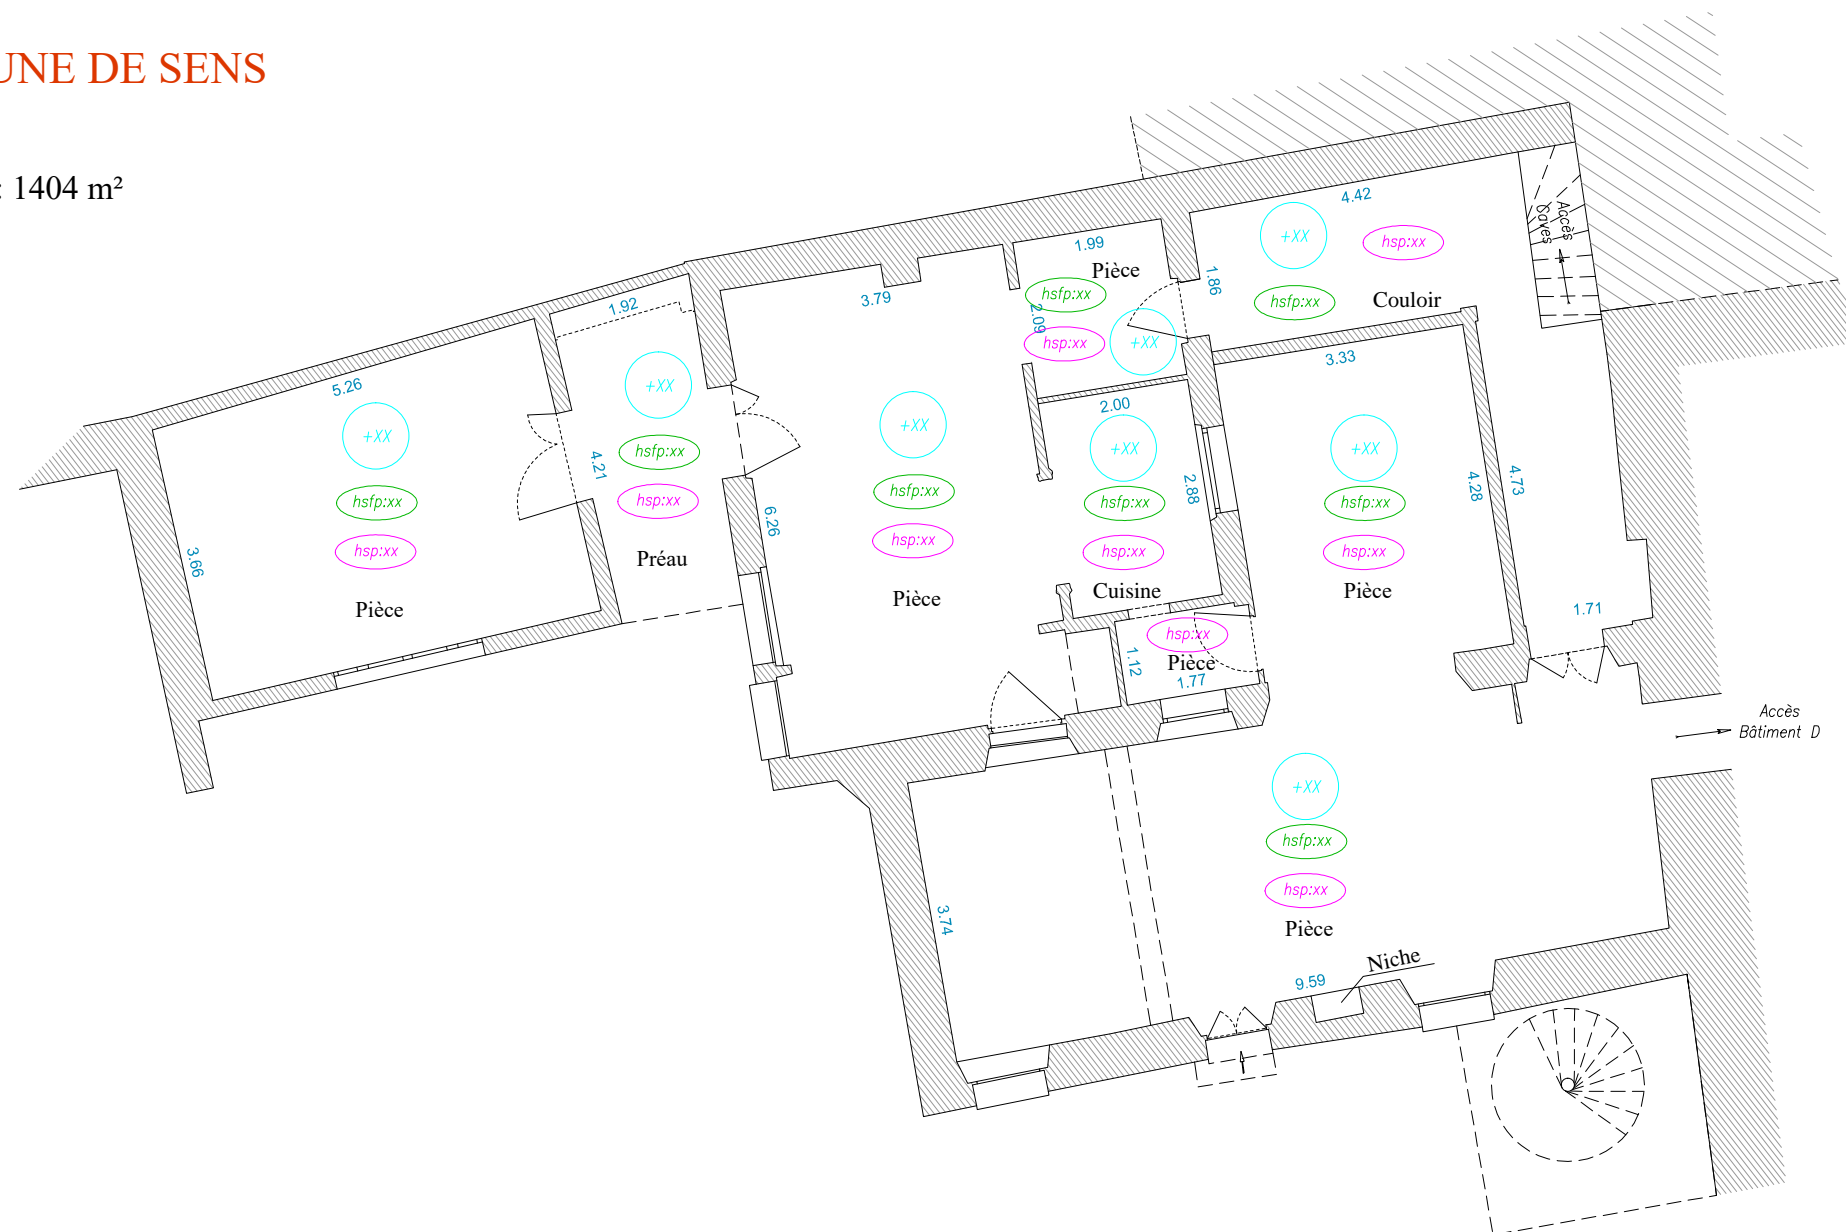 UNE DE SENS
: 1404 m²
4.42
+XX
hsp:xx
hsfp:xx
Couloir
1.86
Accès
Caves
1.99
Pièce
hsfp:xx
2.09
hsp:xx
+XX
1.92
+XX
hsfp:xx
hsp:xx
4.21
Préau
5.26
+XX
hsfp:xx
hsp:xx
3.66
Pièce
3.79
+XX
hsfp:xx
hsp:xx
6.26
Pièce
2.00
+XX
hsfp:xx
hsp:xx
2.88
Cuisine
3.33
+XX
hsfp:xx
hsp:xx
4.28
4.73
Pièce
1.71
hsp:xx
Pièce
1.12
1.77
Accès
Bâtiment D
+XX
hsfp:xx
hsp:xx
Pièce
3.74
9.59
Niche